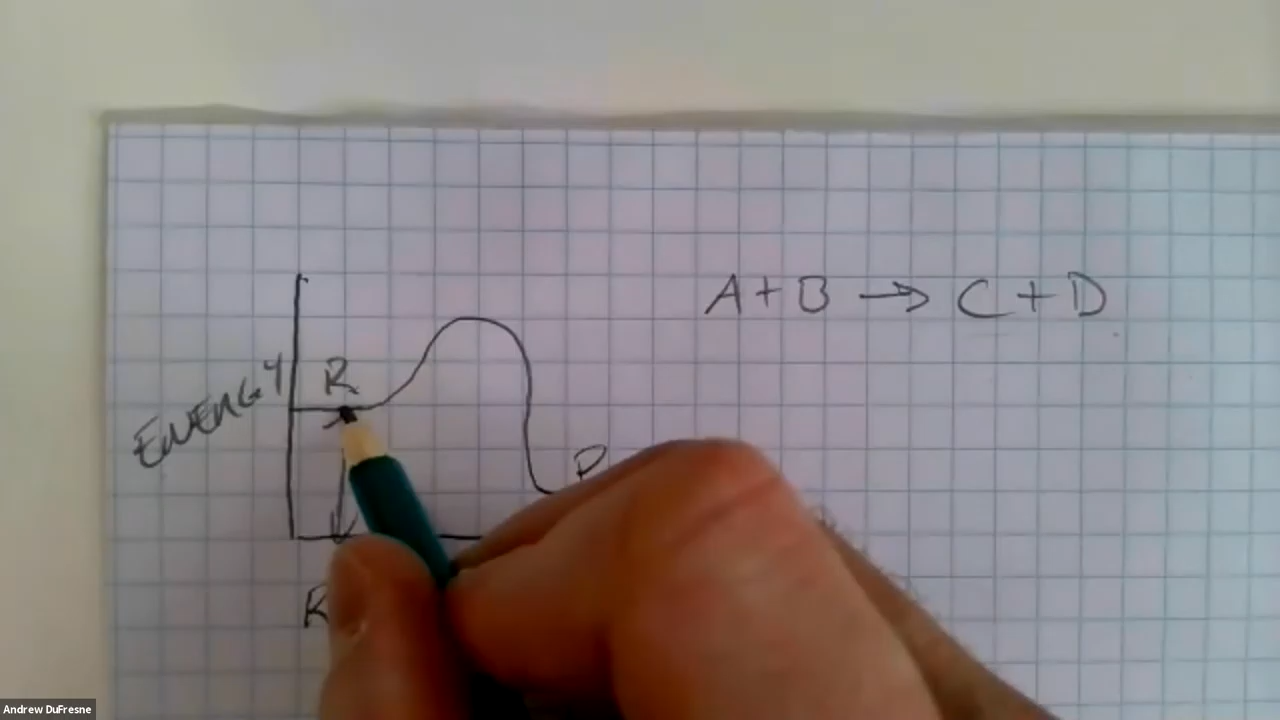 A + B → C + D
R
ENERGY
P
R
Andrew DuFresne